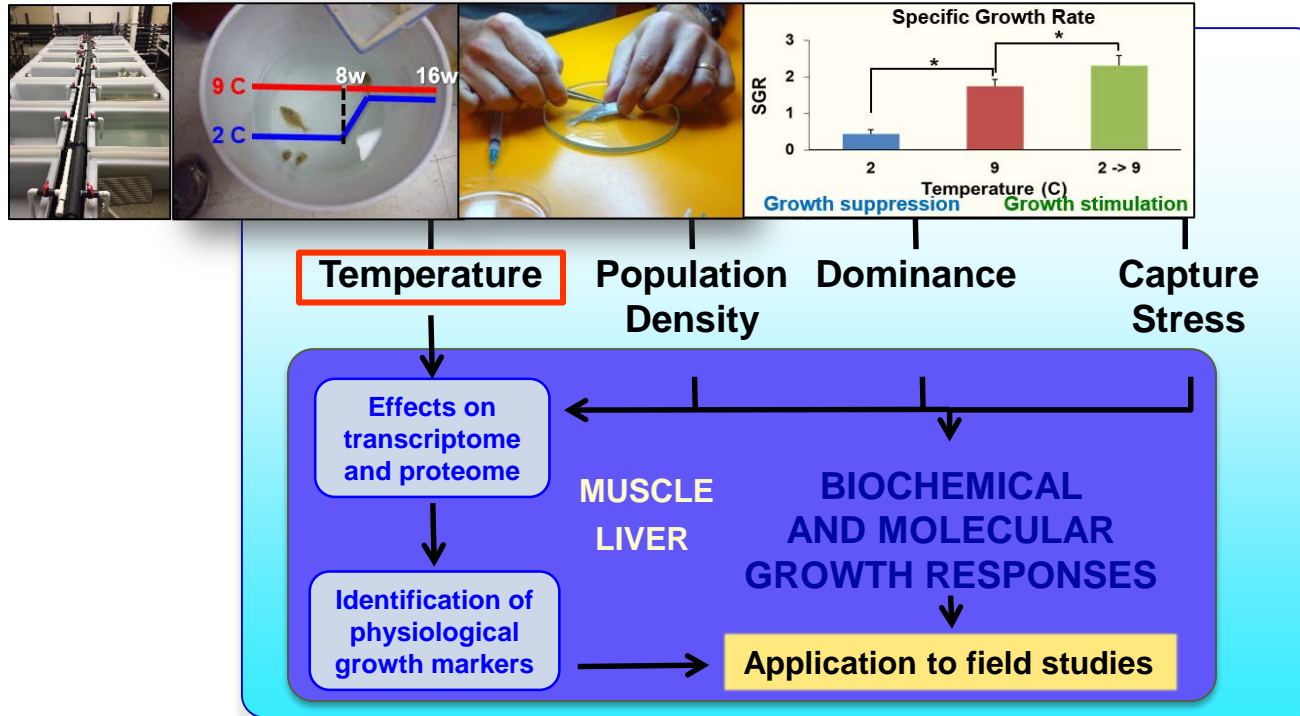 8w
16w
9 C
2 C
Specific Growth Rate
3
2
1
0
SGR
*
*
2
9
2 -> 9
Temperature (C)
Growth suppression
Growth stimulation
Temperature
Population
Density
Dominance
Capture
Stress
Effects on
transcriptome
and proteome
MUSCLE
LIVER
BIOCHEMICAL
AND MOLECULAR
GROWTH RESPONSES
Identification of
physiological
growth markers
Application to field studies